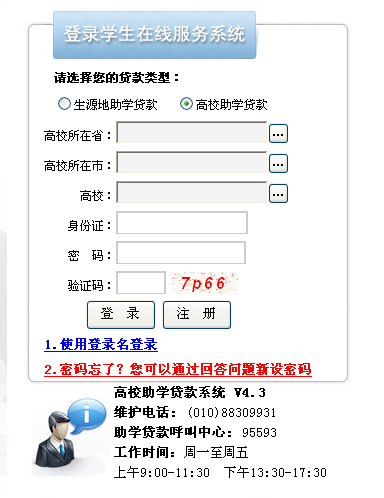 登录学生在线服务系统
请选择您的贷款类型：
生源地助学贷款 高校助学贷款
高校所在省： ...
高校所在市： ...
高校： ...
身份证：
密 码：
验证码： 7p66
登 录 注 册
1.使用登录名登录
2.密码忘了？您可以通过回答问题新设密码
高校助学贷款系统 V4.3
维护电话：(010)88309931
助学贷款呼叫中心：95593
工作时间：周一至周五
上午9:00-11:30 下午13:30-17:30